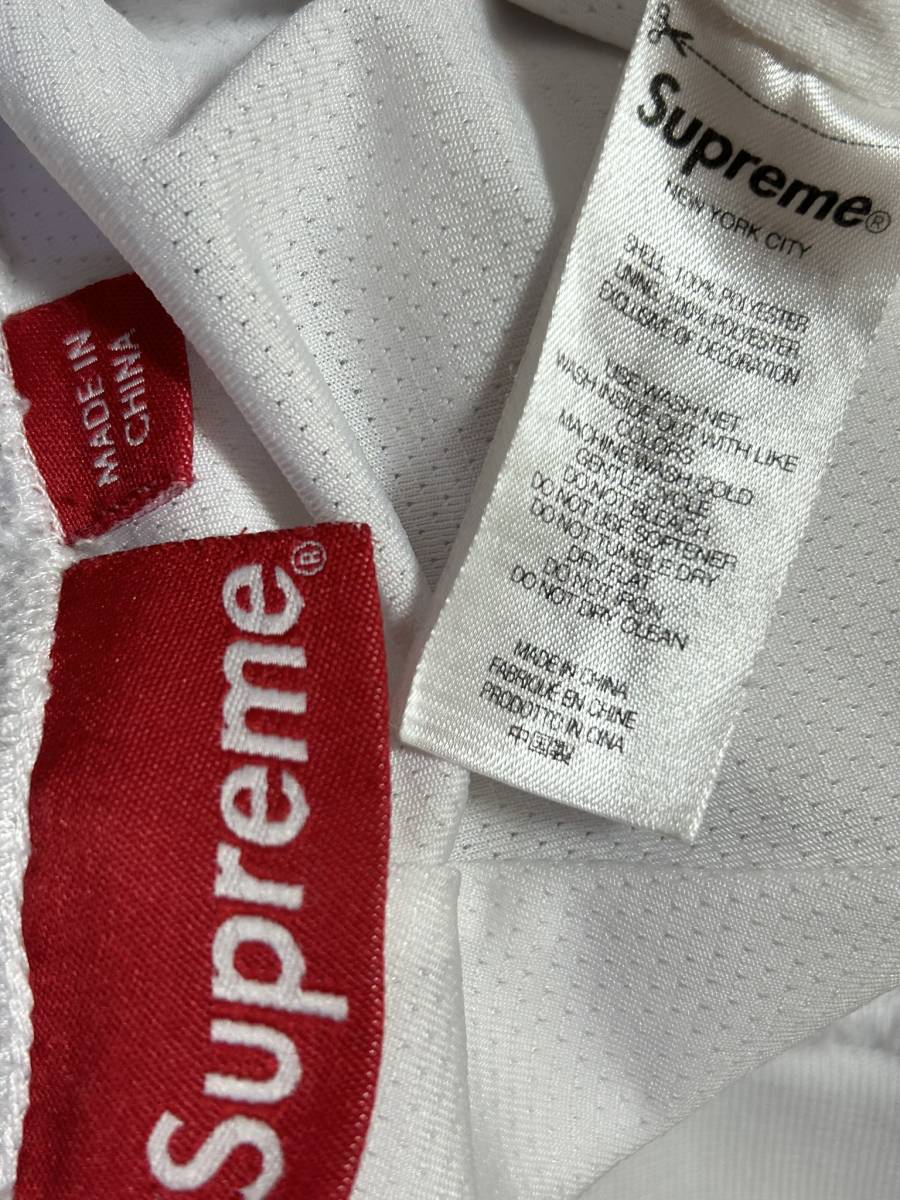 Supreme®
NEW YORK CITY
SHELL 100% POLYESTER
LINING 100% POLYESTER
EXCLUSIVE OF DECORATION
USE WASH NET
WASH INSIDE OUT WITH LIKE
COLORS
MACHINE WASH COLD
GENTLE CYCLE
DO NOT BLEACH
DO NOT USE SOFTENER
DO NOT TUMBLE DRY
DRY FLAT
DO NOT IRON
DO NOT DRY CLEAN
MADE IN CHINA
FABRIQUÉ EN CHINE
PRODOTTO IN CINA
中国製
MADE IN
CHINA
Supreme®